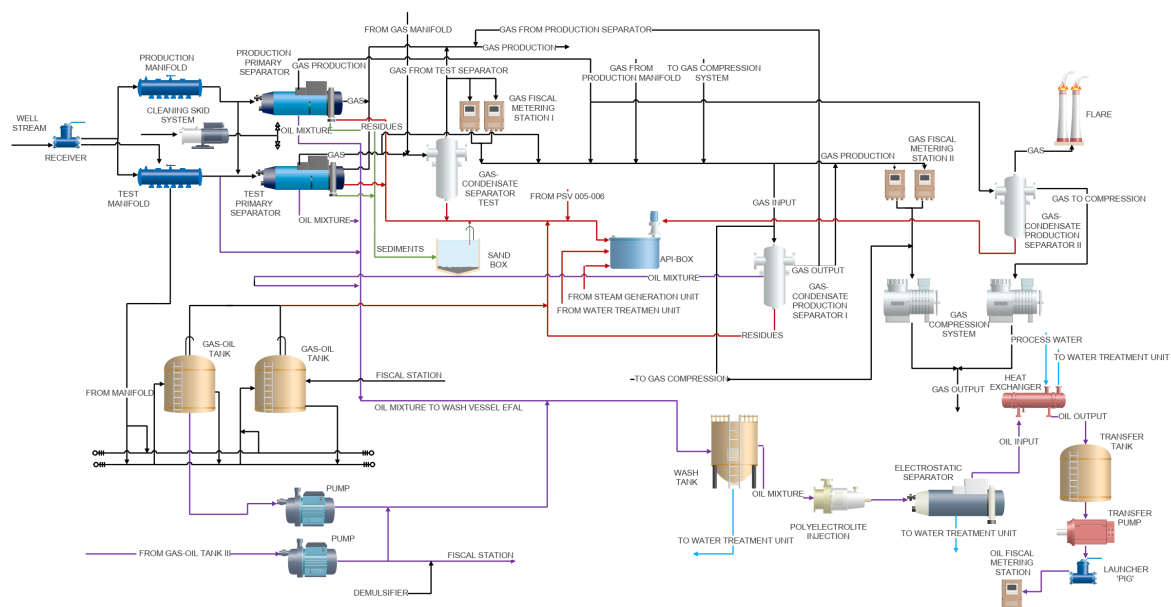 FROM GAS MANIFOLD
GAS FROM PRODUCTION SEPARATOR
GAS PRODUCTION
PRODUCTION
MANIFOLD
PRODUCTION
PRIMARY
SEPARATOR
GAS PRODUCTION
GAS FROM TEST SEPARATOR
GAS FROM
PRODUCTION MANIFOLD
TO GAS COMPRESSION
SYSTEM
GAS
GAS FISCAL
METERING
STATION I
FLARE
CLEANING SKID
SYSTEM
WELL
STREAM
RECEIVER
OIL MIXTURE
RESIDUES
GAS
GAS FISCAL
METERING
STATION II
GAS PRODUCTION
GAS
TEST
MANIFOLD
TEST PRIMARY
SEPARATOR
GAS-
CONDENSATE
SEPARATOR
TEST
FROM PSV 005-006
GAS INPUT
GAS TO COMPRESSION
GAS-
CONDENSATE
PRODUCTION
SEPARATOR II
OIL MIXTURE
SEDIMENTS
SAND
BOX
API-BOX
OIL MIXTURE
GAS OUTPUT
GAS-
CONDENSATE
PRODUCTION
SEPARATOR I
FROM STEAM GENERATION UNIT
FROM WATER TREATMEN UNIT
RESIDUES
GAS
COMPRESSION
SYSTEM
PROCESS WATER
TO WATER TREATMENT UNIT
GAS-OIL
TANK
GAS-OIL
TANK
FISCAL STATION
TO GAS COMPRESSION
HEAT
EXCHANGER
GAS OUTPUT
FROM MANIFOLD
OIL MIXTURE TO WASH VESSEL EFAL
OIL OUTPUT
OIL INPUT
TRANSFER
TANK
WASH
TANK
OIL MIXTURE
ELECTROSTATIC
SEPARATOR
PUMP
POLYELECTROLITE
INJECTION
TO WATER TREATMENT UNIT
TO WATER TREATMENT UNIT
TRANSFER
PUMP
PUMP
FROM GAS-OIL TANK III
FISCAL STATION
DEMULSIFIER
OIL FISCAL
METERING
STATION
LAUNCHER
'PIG'